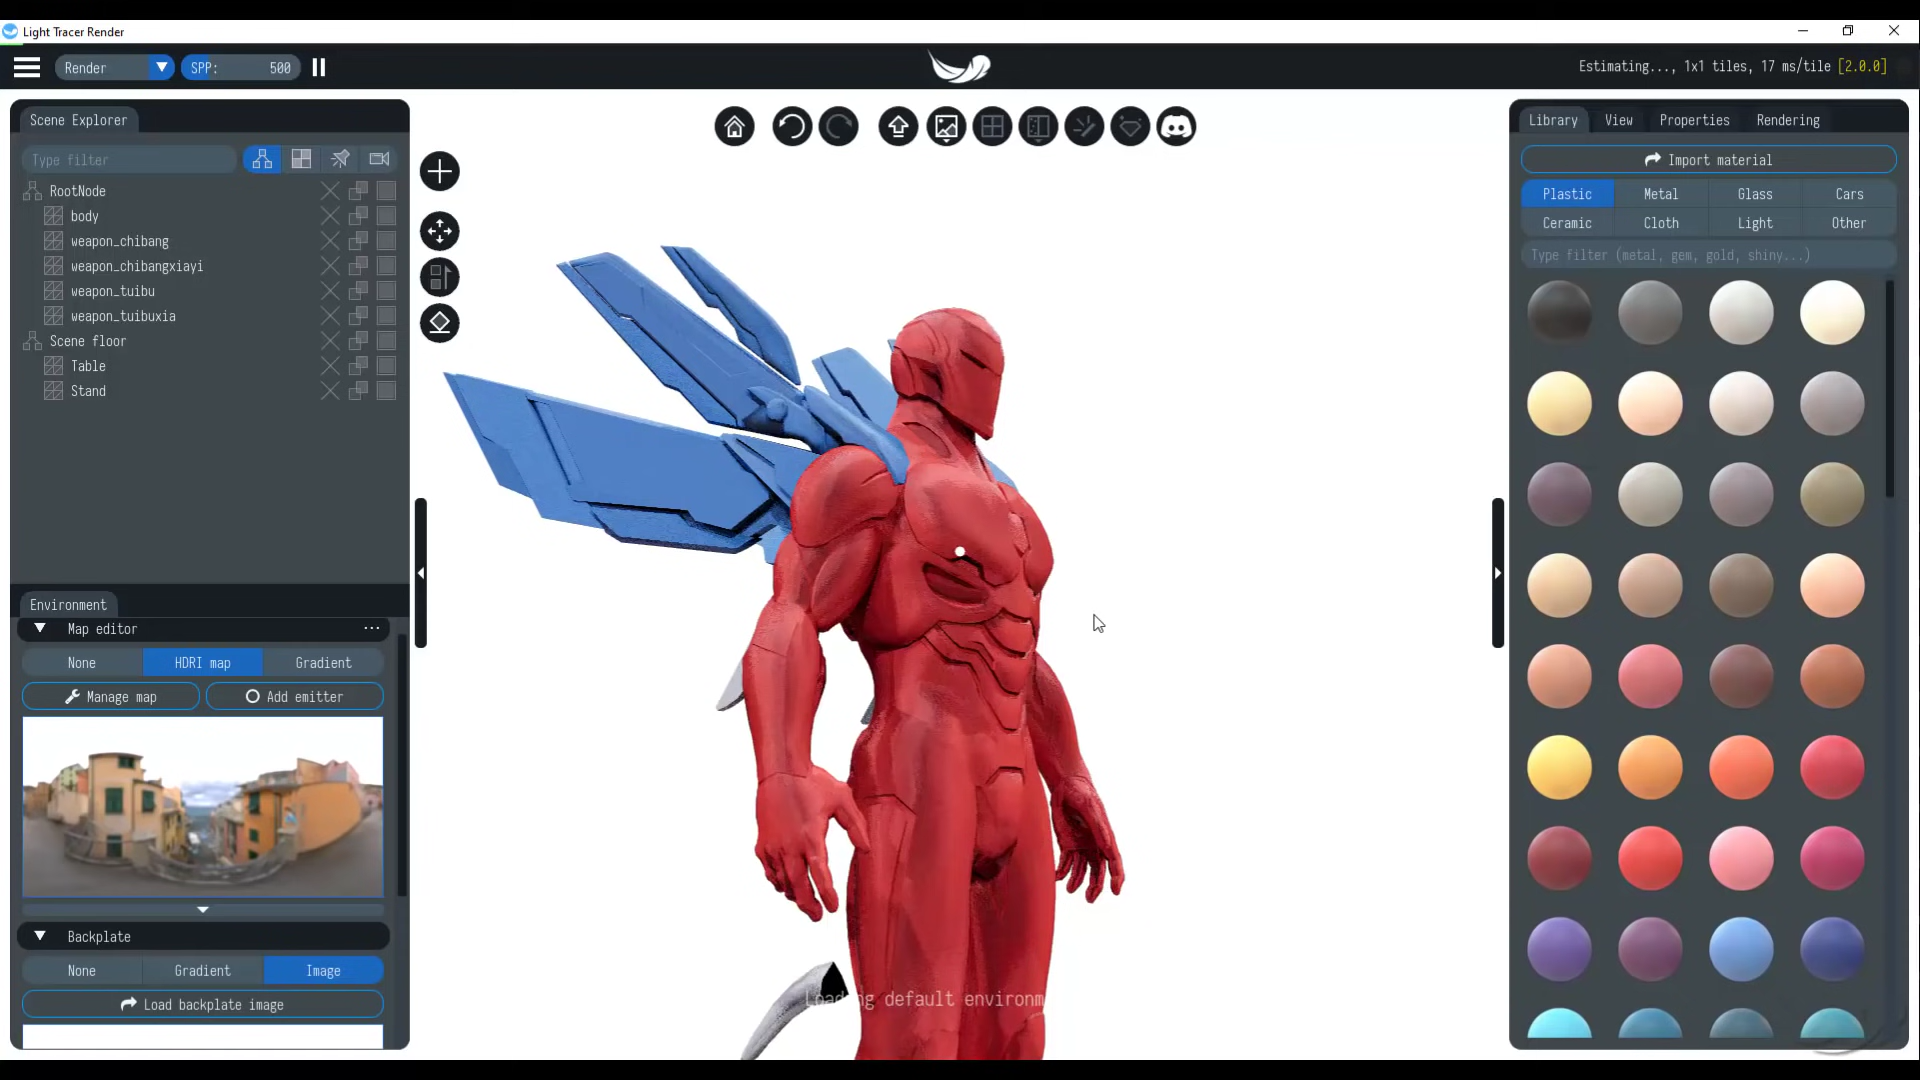 Light Tracer Render
Render
SPP: 500
Estimating..., 1x1 tiles, 17 ms/tile [2.0.0]
Scene Explorer
Type filter
RootNode
body
weapon_chibang
weapon_chibangxiayi
weapon_tuibu
weapon_tuibuxia
Scene floor
Table
Stand
Environment
Map editor
None
HDRI map
Gradient
Manage map
Add emitter
Backplate
None
Gradient
Image
Load backplate image
Loading default environm
Library
View
Properties
Rendering
Import material
Plastic
Metal
Glass
Cars
Ceramic
Cloth
Light
Other
Type filter (metal, gem, gold, shiny...)